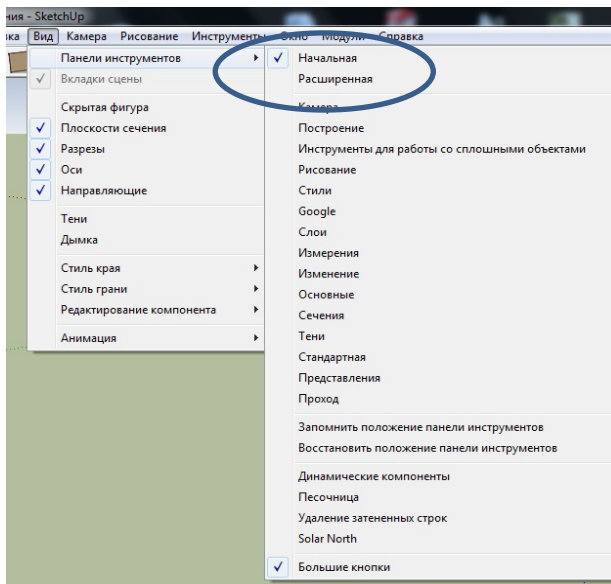 ния - SketchUp
ка Вид Камера Рисование Инструменты Окно Модули Справка
Панели инструментов
Вкладки сцены
Скрытая фигура
Плоскости сечения
Разрезы
Оси
Направляющие
Тени
Дымка
Стиль края
Стиль грани
Редактирование компонента
Анимация
Начальная
Расширенная
Камера
Построение
Инструменты для работы со сплошными объектами
Рисование
Стили
Google
Слои
Измерения
Изменение
Основные
Сечения
Тени
Стандартная
Представления
Проход
Запомнить положение панели инструментов
Восстановить положение панели инструментов
Динамические компоненты
Песочница
Удаление затененных строк
Solar North
Большие кнопки